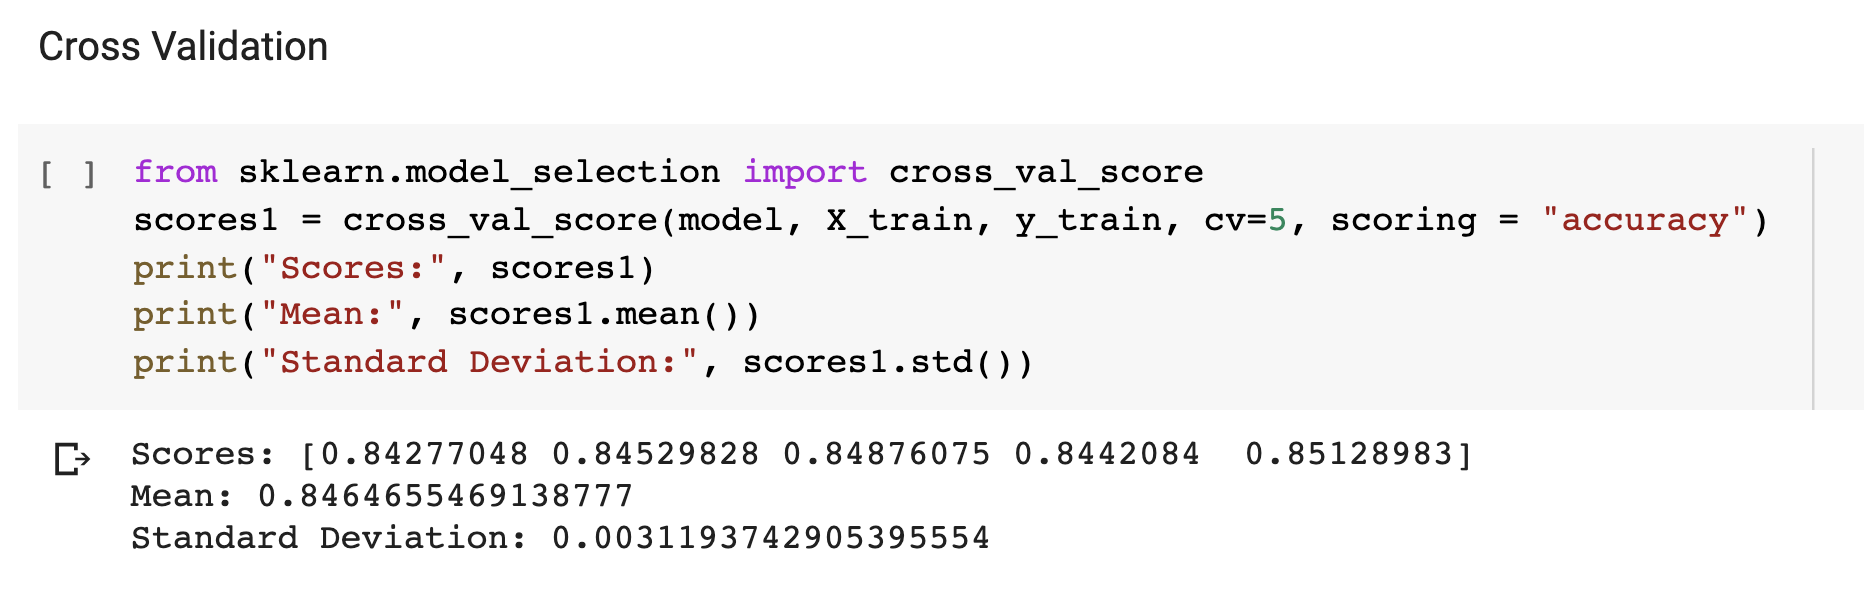 Cross Validation
[ ] from sklearn.model_selection import cross_val_score
scores1 = cross_val_score(model, X_train, y_train, cv=5, scoring = "accuracy")
print("Scores:", scores1)
print("Mean:", scores1.mean())
print("Standard Deviation:", scores1.std())
Scores: [0.84277048 0.84529828 0.84876075 0.8442084  0.85128983]
Mean: 0.8464655469138777
Standard Deviation: 0.0031193742905395554